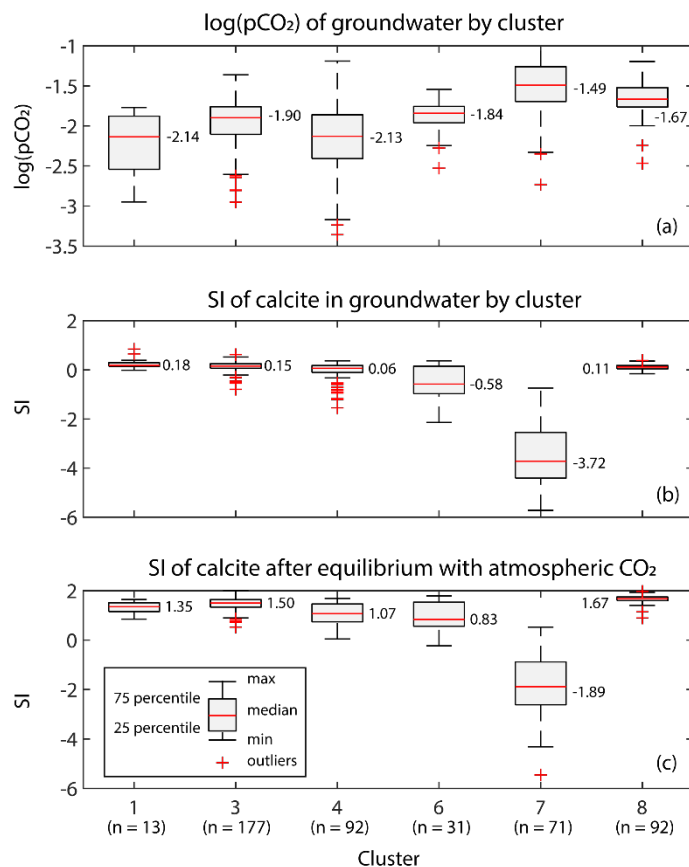 log(pCO₂) of groundwater by cluster
-1
-1.5
-2
-2.5
-3
-3.5
log(pCO₂)
-2.14
-1.90
-2.13
-1.84
-1.49
-1.67
(a)
SI of calcite in groundwater by cluster
2
0
-2
-4
-6
SI
0.18
0.15
0.06
-0.58
-3.72
0.11
(b)
SI of calcite after equilibrium with atmospheric CO₂
2
0
-2
-4
-6
SI
1.35
1.50
1.07
0.83
-1.89
1.67
75 percentile
25 percentile
max
median
min
outliers
(c)
1 3 4 6 7 8
(n = 13) (n = 177) (n = 92) (n = 31) (n = 71) (n = 92)
Cluster